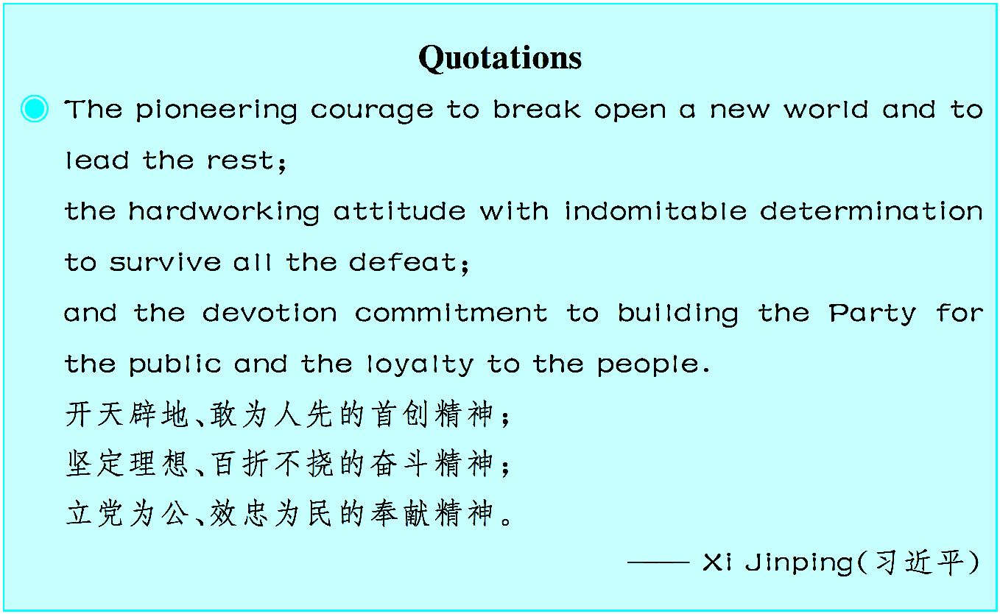 Quotations
The pioneering courage to break open a new world and to
lead the rest;
the hardworking attitude with indomitable determination
to survive all the defeat;
and the devotion commitment to building the Party for
the public and the loyalty to the people.
开天辟地、敢为人先的首创精神；
坚定理想、百折不挠的奋斗精神；
立党为公、效忠为民的奉献精神。
—— Xi Jinping(习近平)